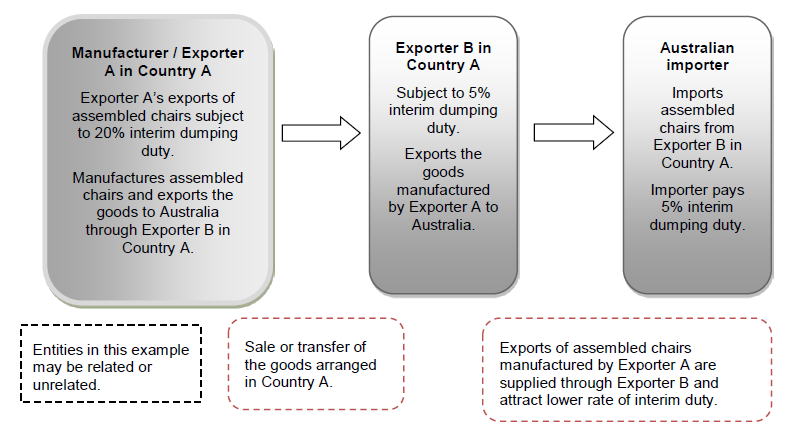 Manufacturer / Exporter
A in Country A
Exporter A's exports of
assembled chairs subject
to 20% interim dumping
duty.
Manufactures assembled
chairs and exports the
goods to Australia
through Exporter B in
Country A.
Exporter B in
Country A
Subject to 5%
interim dumping
duty.
Exports the
goods
manufactured
by Exporter A to
Australia.
Australian
importer
Imports
assembled
chairs from
Exporter B in
Country A.
Importer pays
5% interim
dumping duty.
Entities in this example
may be related or
unrelated.
Sale or transfer of
the goods arranged
in Country A.
Exports of assembled chairs
manufactured by Exporter A are
supplied through Exporter B and
attract lower rate of interim duty.